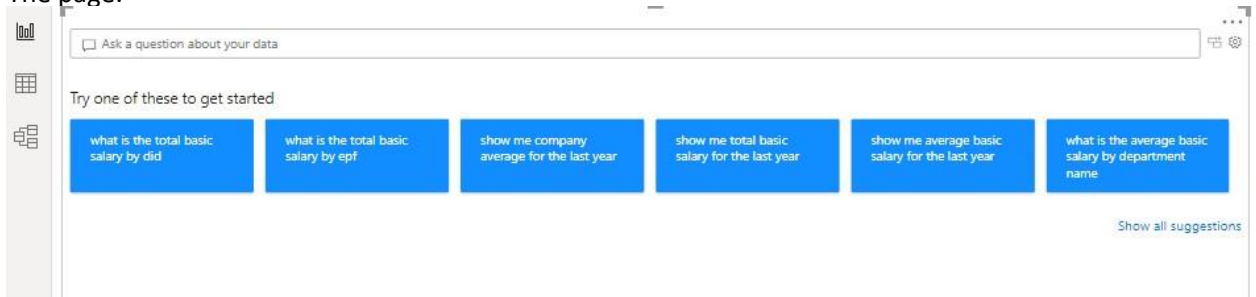 The page.
Ask a question about your data
Try one of these to get started
what is the total basic
salary by did
what is the total basic
salary by epf
show me company
average for the last year
show me total basic
salary for the last year
show me average basic
salary for the last year
what is the average basic
salary by department
name
Show all suggestions